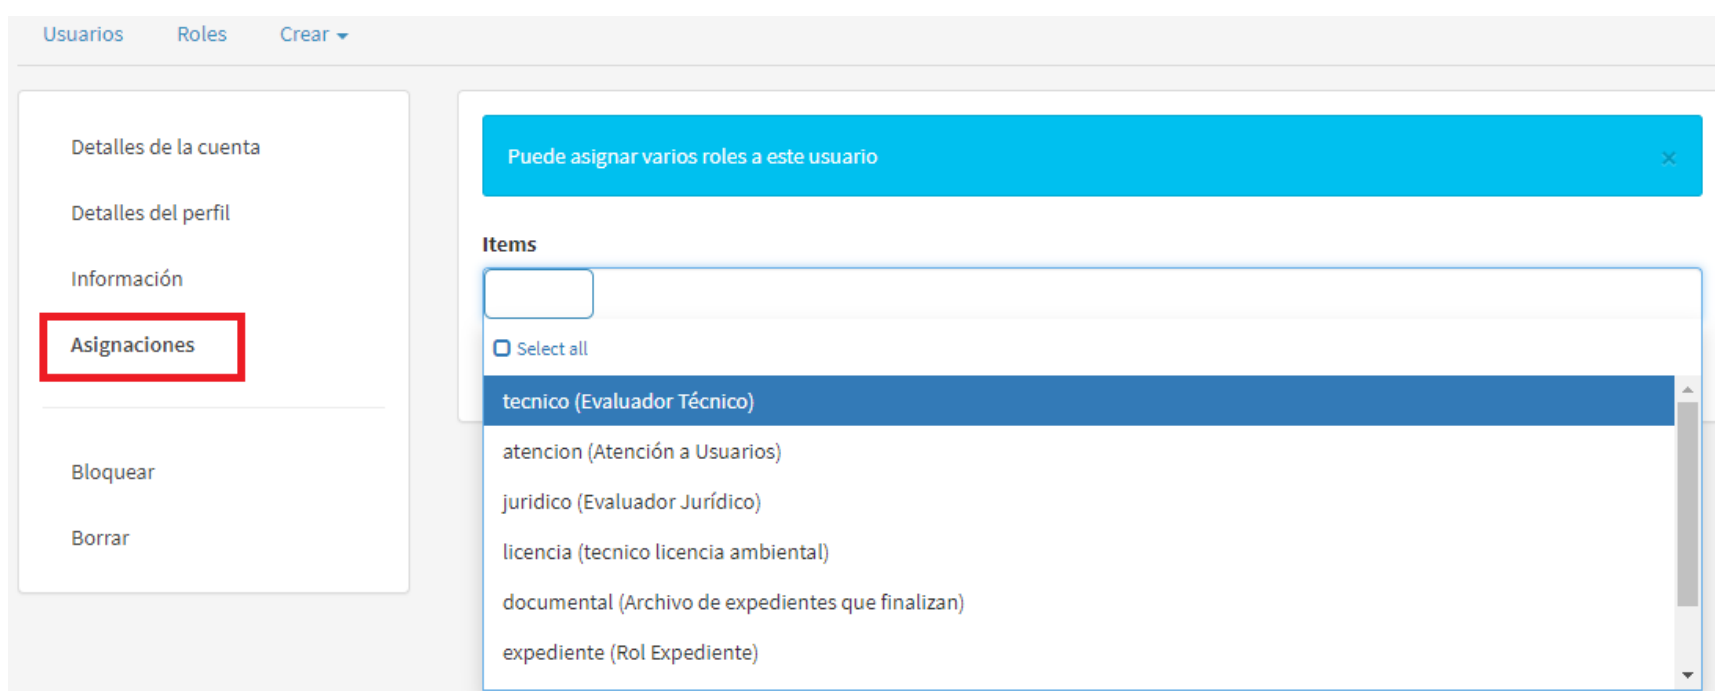 Usuarios Roles Crear
Detalles de la cuenta
Detalles del perfil
Información
Asignaciones
Bloquear
Borrar
Puede asignar varios roles a este usuario
×
Items
Select all
tecnico (Evaluador Técnico)
atencion (Atención a Usuarios)
juridico (Evaluador Jurídico)
licencia (tecnico licencia ambiental)
documental (Archivo de expedientes que finalizan)
expediente (Rol Expediente)